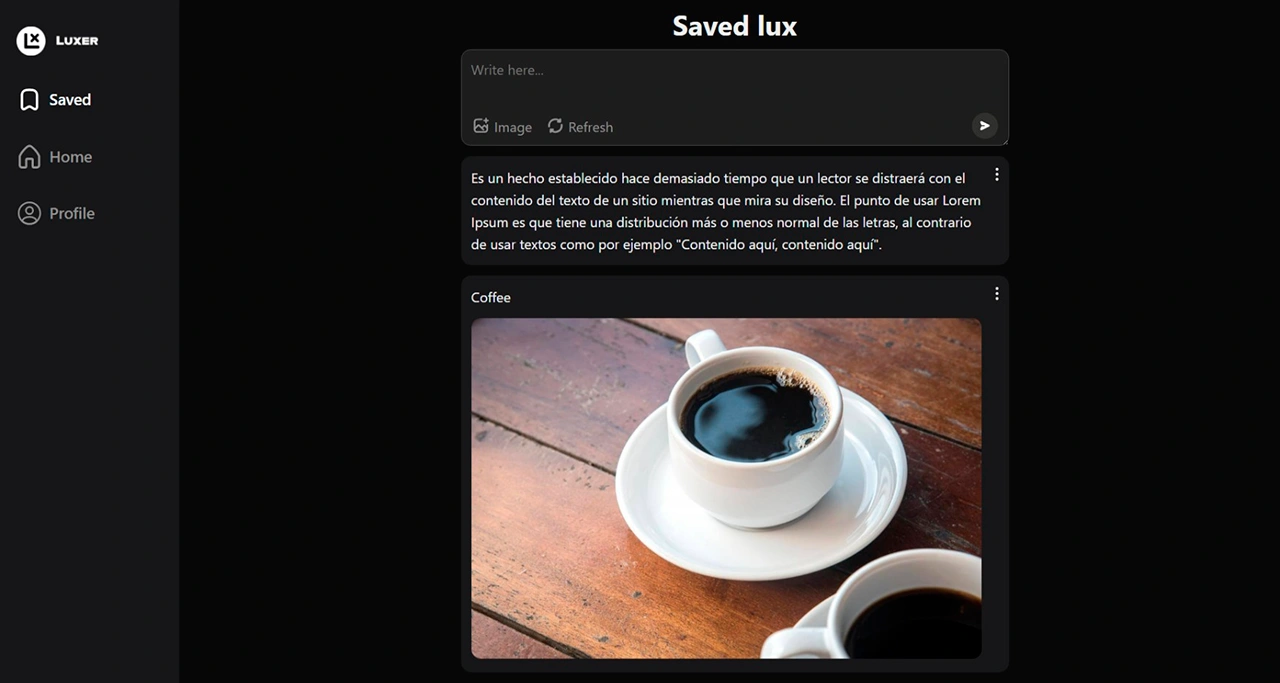 LUXER
Saved
Home
Profile
Saved lux
Write here...
Image Refresh
Es un hecho establecido hace demasiado tiempo que un lector se distraerá con el
contenido del texto de un sitio mientras que mira su diseño. El punto de usar Lorem
Ipsum es que tiene una distribución más o menos normal de las letras, al contrario
de usar textos como por ejemplo "Contenido aquí, contenido aquí".
Coffee